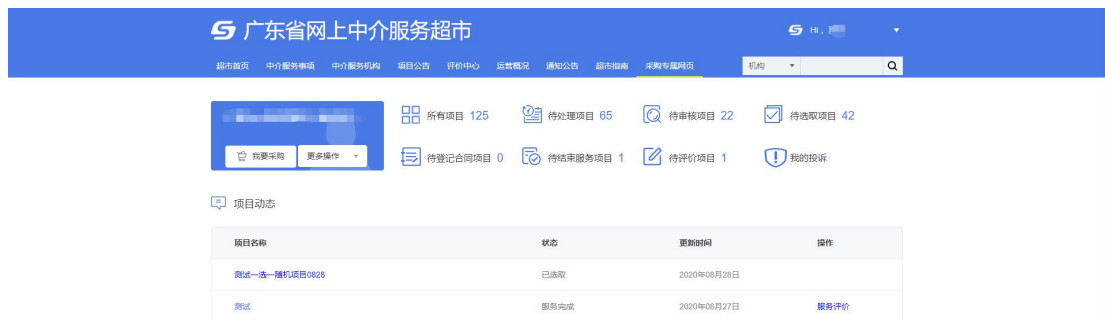 广东省网上中介服务超市
Hi,
超市首页 中介服务事项 中介服务机构 项目公告 评价中心 运营概况 通知公告 超市指南 采购专属网页 机构
所有项目 125 待处理项目 65 待审核项目 22 待选取项目 42
我要采购 更多操作 待登记合同项目 0 待结束服务项目 1 待评价项目 1 我的投诉
项目动态
项目名称 状态 更新时间 操作
测试一选一随机项目0828 已选取 2020年08月28日
测试 服务完成 2020年08月27日 服务评价